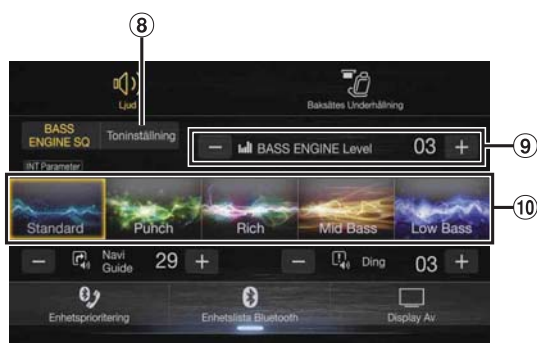 ⑧
Ljud
Baksätes Underhållning
BASS ENGINE SQ
Toninställning
− BASS ENGINE Level 03 +
⑨
INT Parameter
Standard Punch Rich Mid Bass Low Bass
⑩
− Navi Guide 29 +
− Ding 03 +
Enhetsprioritering
Enhetslista Bluetooth
Display Av